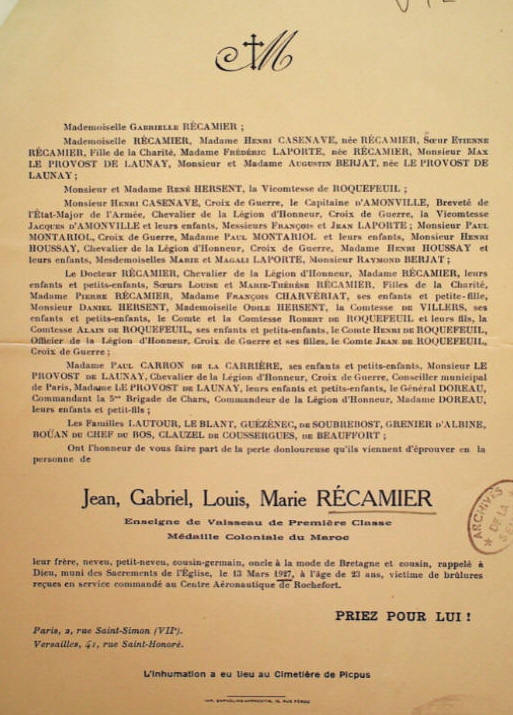 M
Mademoiselle GABRIELLE RÉCAMIER ;
Mademoiselle RÉCAMIER, Madame HENRI CASENAVE, née RÉCAMIER, Sœur ETIENNE
RÉCAMIER, Fille de la Charité, Madame FRÉDÉRIC LAPORTE, née RÉCAMIER, Monsieur MAX
LE PROVOST DE LAUNAY, Monsieur et Madame AUGUSTIN BERJAT, née LE PROVOST DE
LAUNAY ;
Monsieur et Madame RENÉ HERSENT, la Vicomtesse de ROQUEFEUIL ;
Monsieur HENRI CASENAVE, Croix de Guerre, le Capitaine d'AMONVILLE, Breveté de
l'État-Major de l'Armée, Chevalier de la Légion d'Honneur, Croix de Guerre, la Vicomtesse
JACQUES D'AMONVILLE et leurs enfants, Messieurs FRANÇOIS et JEAN LAPORTE ; Monsieur PAUL
MONTARIOL, Croix de Guerre, Madame PAUL MONTARIOL et leurs enfants, Monsieur HENRI
HOUSSAY, Chevalier de la Légion d'Honneur, Croix de Guerre, Madame HENRI HOUSSAY et
leurs enfants, Mesdemoiselles MARIE et MAGALI LAPORTE, Monsieur RAYMOND BERJAT ;
Le Docteur RÉCAMIER, Chevalier de la Légion d'Honneur, Madame RÉCAMIER, leurs
enfants et petits-enfants, Sœurs LOUISE et MARIE-THÉRÈSE RÉCAMIER, Filles de la Charité,
Madame PIERRE RÉCAMIER, Madame FRANÇOIS CHARVÉRIAT, ses enfants et petite-fille,
Monsieur DANIEL HERSENT, Mademoiselle ODILE HERSENT, la Comtesse DE VILLERS, ses
enfants et petits-enfants, le Comte et la Comtesse ROBERT DE ROQUEFEUIL et leurs fils, la
Comtesse ALAIN DE ROQUEFEUIL, ses enfants et petits-enfants, le Comte HENRI DE ROQUEFEUIL,
Officier de la Légion d'Honneur, Croix de Guerre et ses filles, le Comte JEAN DE ROQUEFEUIL,
Croix de Guerre ;
Madame PAUL CARRON DE LA CARRIÈRE, ses enfants et petits-enfants, Monsieur LE
PROVOST DE LAUNAY, Chevalier de la Légion d'Honneur, Croix de Guerre, Conseiller municipal
de Paris, Madame LE PROVOST DE LAUNAY, leurs enfants et petits-enfants, le Général DOREAU,
Commandant la 5me Brigade de Chars, Commandeur de la Légion d'Honneur, Madame DOREAU,
leurs enfants et petit-fils ;
Les Familles LAUTOUR, LE BLANT, GUÉZÉNEC, DE SOUBREBOST, GRENIER D'ALBINE,
BOÜAN DU CHEF DU BOS, CLAUZEL DE COUSSERGUES, DE BEAUFORT ;
Ont l'honneur de vous faire part de la perte donloureuse qu'ils viennent d'éprouver en la
personne de
Jean, Gabriel, Louis, Marie RÉCAMIER
Enseigne de Vaisseau de Première Classe
Médaille Coloniale du Maroc
ARCHIVES
DE LA
leur frère, neveu, petit-neveu, cousin-germain, oncle à la mode de Bretagne et cousin, rappelé à
Dieu, muni des Sacrements de l'Église, le 13 Mars 1927, à l'âge de 23 ans, victime de brûlures
reçues en service commandé au Centre Aéronautique de Rochefort.
PRIEZ POUR LUI !
Paris, 2, rue Saint-Simon (VIIe).
Versailles, 41, rue Saint-Honoré.
L'inhumation a eu lieu au Cimetière de Picpus